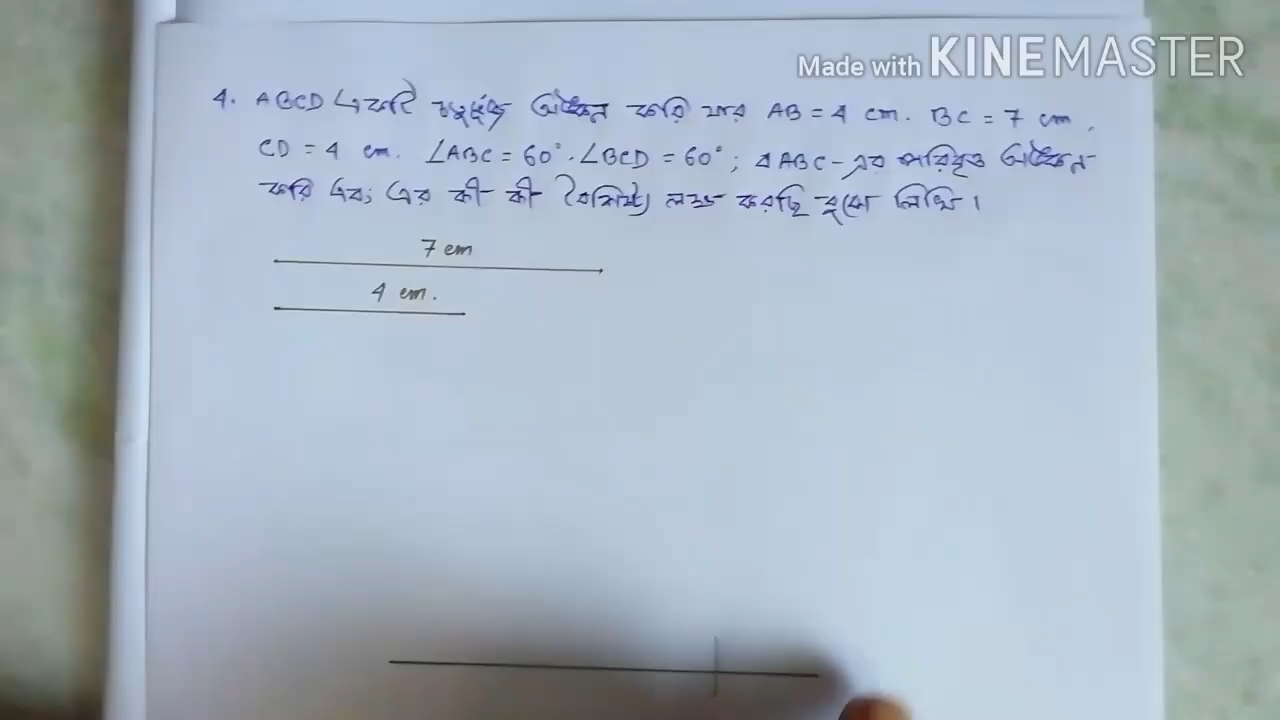 Made with KINEMASTER
4. ABCD একটি চতুর্ভুজ অঙ্কন করি যার AB = 4 cm. BC = 7 cm,
CD = 4 cm. ∠ABC = 60°. ∠BCD = 60° ; ΔABC-এর পরিবৃত্ত অঙ্কন
করি এবং এর কী কী বৈশিষ্ট্য লক্ষ করছি বুঝে লিখি।
7 cm
4 cm.